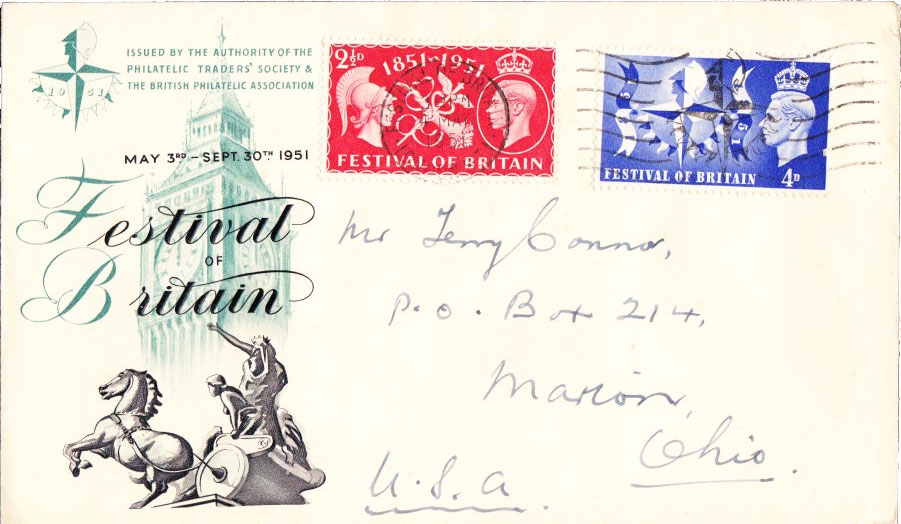 ISSUED BY THE AUTHORITY OF THE
PHILATELIC TRADERS' SOCIETY &
THE BRITISH PHILATELIC ASSOCIATION
1951
MAY 3RD – SEPT. 30TH 1951
Festival
OF
Britain
2½D
1851-1951
FESTIVAL OF BRITAIN
FESTIVAL OF BRITAIN 4D
Mr Terry Connor,
P.O. Box 214,
Marion,
Ohio.
U.S.A.